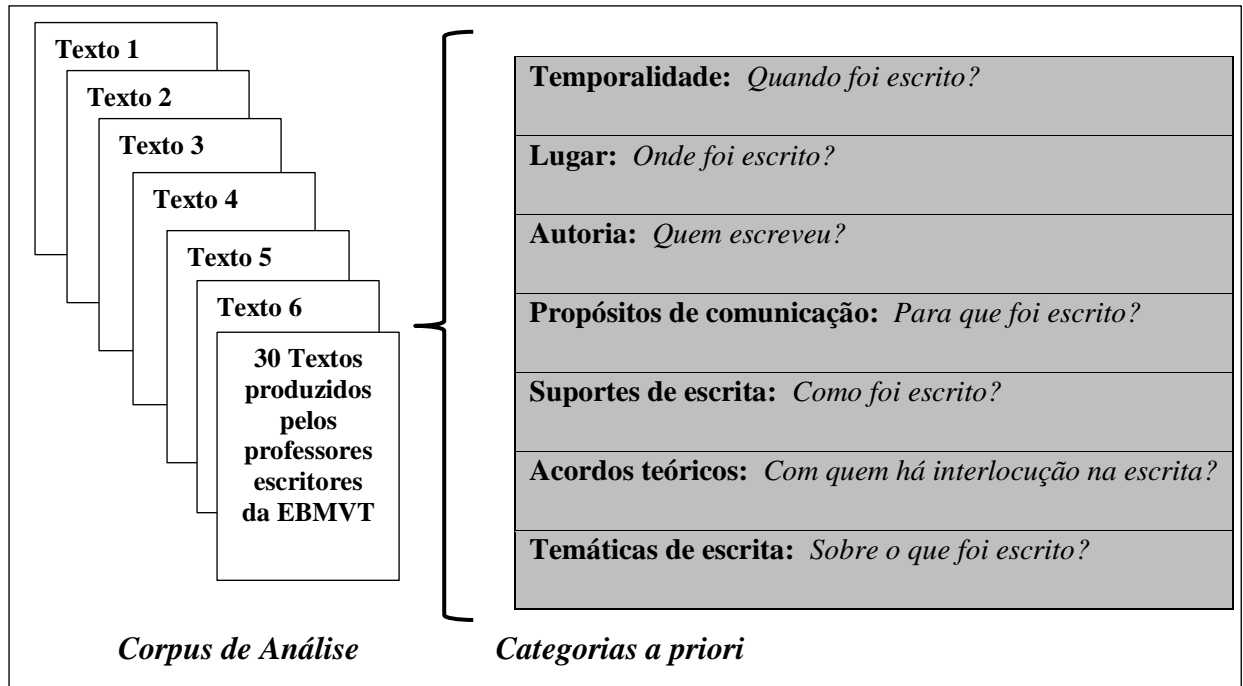 Texto 1
Texto 2
Texto 3
Texto 4
Texto 5
Texto 6
30 Textos
produzidos
pelos
professores
escritores
da EBMVT
Temporalidade: Quando foi escrito?
Lugar: Onde foi escrito?
Autoria: Quem escreveu?
Propósitos de comunicação: Para que foi escrito?
Suportes de escrita: Como foi escrito?
Acordos teóricos: Com quem há interlocução na escrita?
Temáticas de escrita: Sobre o que foi escrito?
Corpus de Análise
Categorias a priori